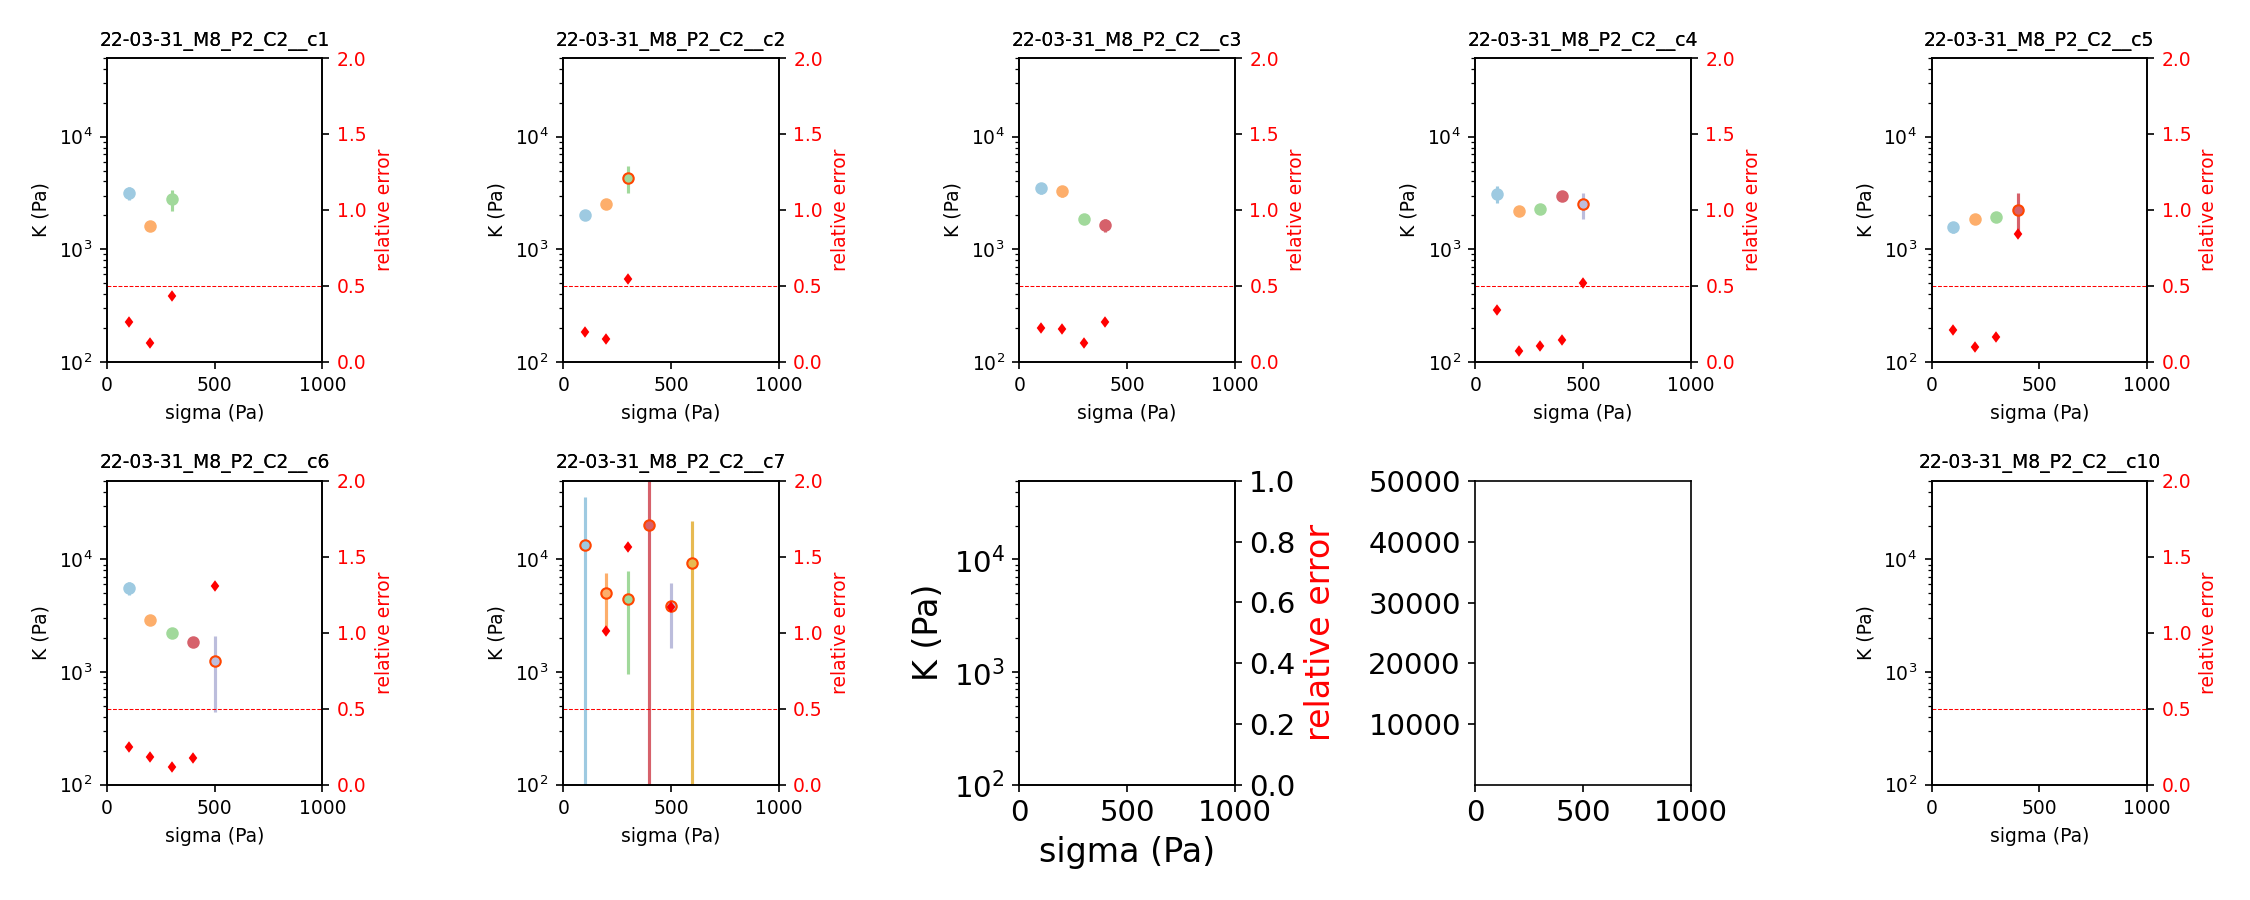 22-03-31_M8_P2_C2__c1
10⁴
10³
10²
K (Pa)
0 500 1000
sigma (Pa)
2.0
1.5
1.0
0.5
0.0
relative error
22-03-31_M8_P2_C2__c2
10⁴
10³
10²
K (Pa)
0 500 1000
sigma (Pa)
2.0
1.5
1.0
0.5
0.0
relative error
22-03-31_M8_P2_C2__c3
10⁴
10³
10²
K (Pa)
0 500 1000
sigma (Pa)
2.0
1.5
1.0
0.5
0.0
relative error
22-03-31_M8_P2_C2__c4
10⁴
10³
10²
K (Pa)
0 500 1000
sigma (Pa)
2.0
1.5
1.0
0.5
0.0
relative error
22-03-31_M8_P2_C2__c5
10⁴
10³
10²
K (Pa)
0 500 1000
sigma (Pa)
2.0
1.5
1.0
0.5
0.0
relative error
22-03-31_M8_P2_C2__c6
10⁴
10³
10²
K (Pa)
0 500 1000
sigma (Pa)
2.0
1.5
1.0
0.5
0.0
relative error
22-03-31_M8_P2_C2__c7
10⁴
10³
10²
K (Pa)
0 500 1000
sigma (Pa)
2.0
1.5
1.0
0.5
0.0
relative error
10⁴
10³
10²
K (Pa)
0 500 1000
sigma (Pa)
1.0
0.8
0.6
0.4
0.2
0.0
relative error
50000
40000
30000
20000
10000
0 500 1000
22-03-31_M8_P2_C2__c10
10⁴
10³
10²
K (Pa)
0 500 1000
sigma (Pa)
2.0
1.5
1.0
0.5
0.0
relative error